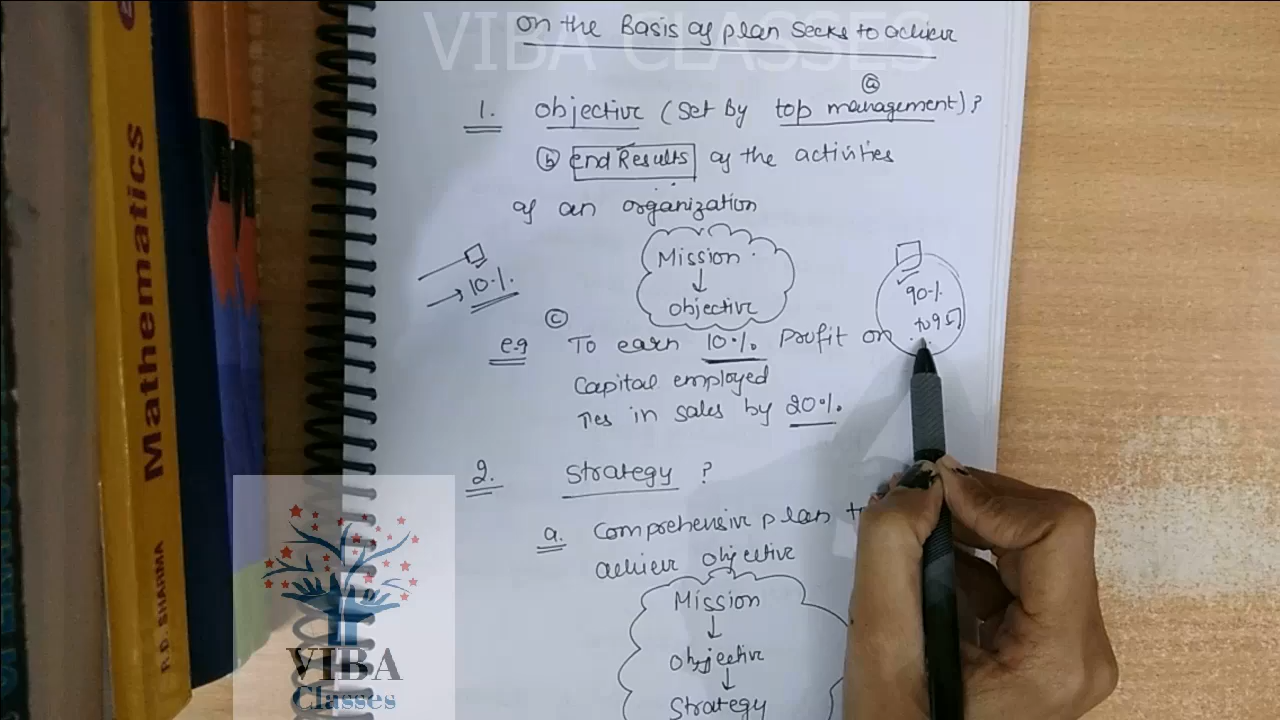 VIBA CLASSES
on the Basis of plan seeks to achieve
ⓐ
1. objective (set By top management)?
ⓑ end Results of the activities
of an organization
Mission
↓
objective
→ 10%
90%
to 95
ⓒ
e.g To earn 10% profit on
capital employed
↑es in sales by 20%.
2. strategy ?
a. comprehensive plan
achieve objective
Mission
↓
objective
↓
strategy
Mathematics
R.D. SHARMA
VIBA
Classes